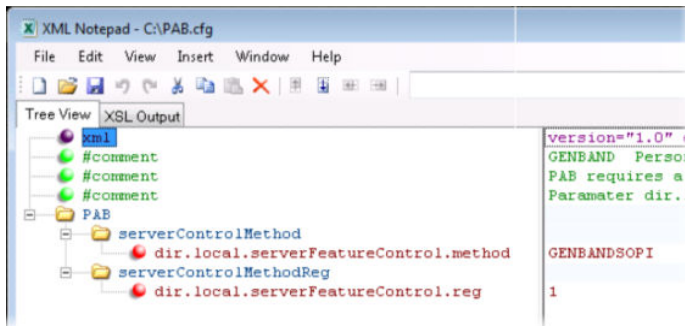 XML Notepad - C:\PAB.cfg
File Edit View Insert Window Help
Tree View XSL Output
xml version="1.0"
#comment GENBAND Perso
#comment PAB requires a
#comment Paramater dir.
PAB
serverControlMethod
dir.local.serverFeatureControl.method GENBANDSOPI
serverControlMethodReg
dir.local.serverFeatureControl.reg 1